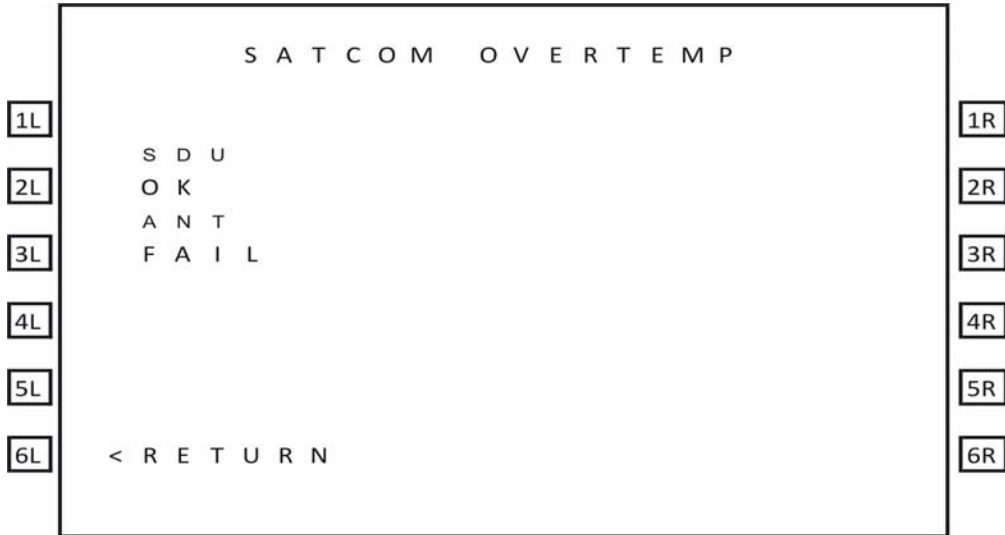 SATCOM OVERTEMP
1L 1R
SDU
2L OK 2R
ANT
3L FAIL 3R
4L 4R
5L 5R
6L <RETURN 6R